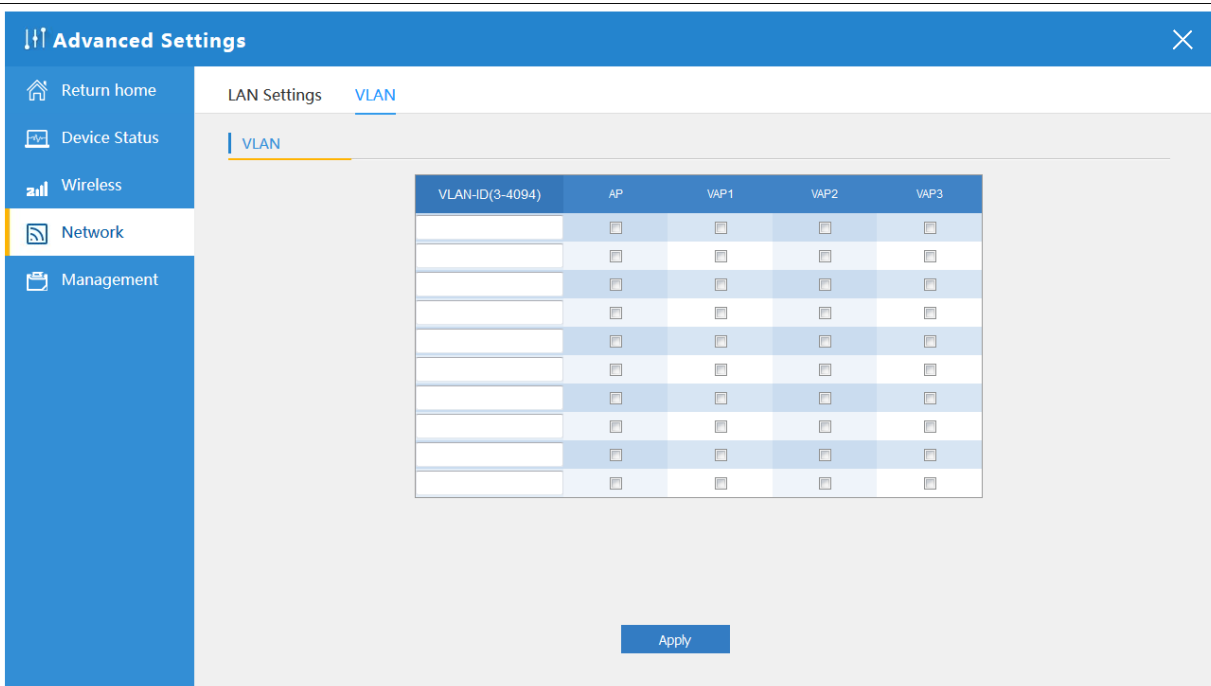 Advanced Settings
Return home
Device Status
Wireless
Network
Management
LAN Settings VLAN
VLAN
VLAN-ID(3-4094) AP VAP1 VAP2 VAP3
Apply